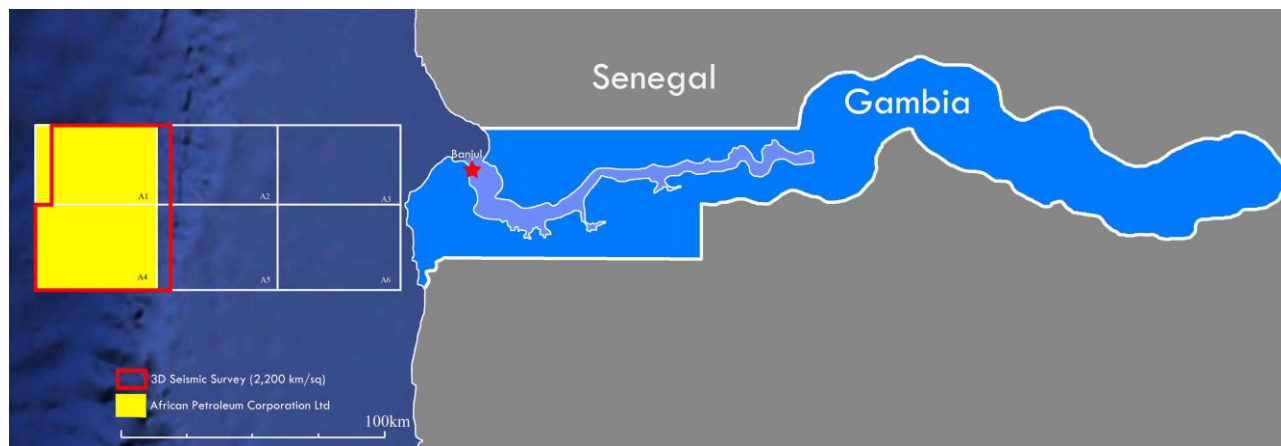 Senegal
Gambia
Banjul
A1
A2
A3
A4
A5
A6
3D Seismic Survey (2,200 km/sq)
African Petroleum Corporation Ltd
100km